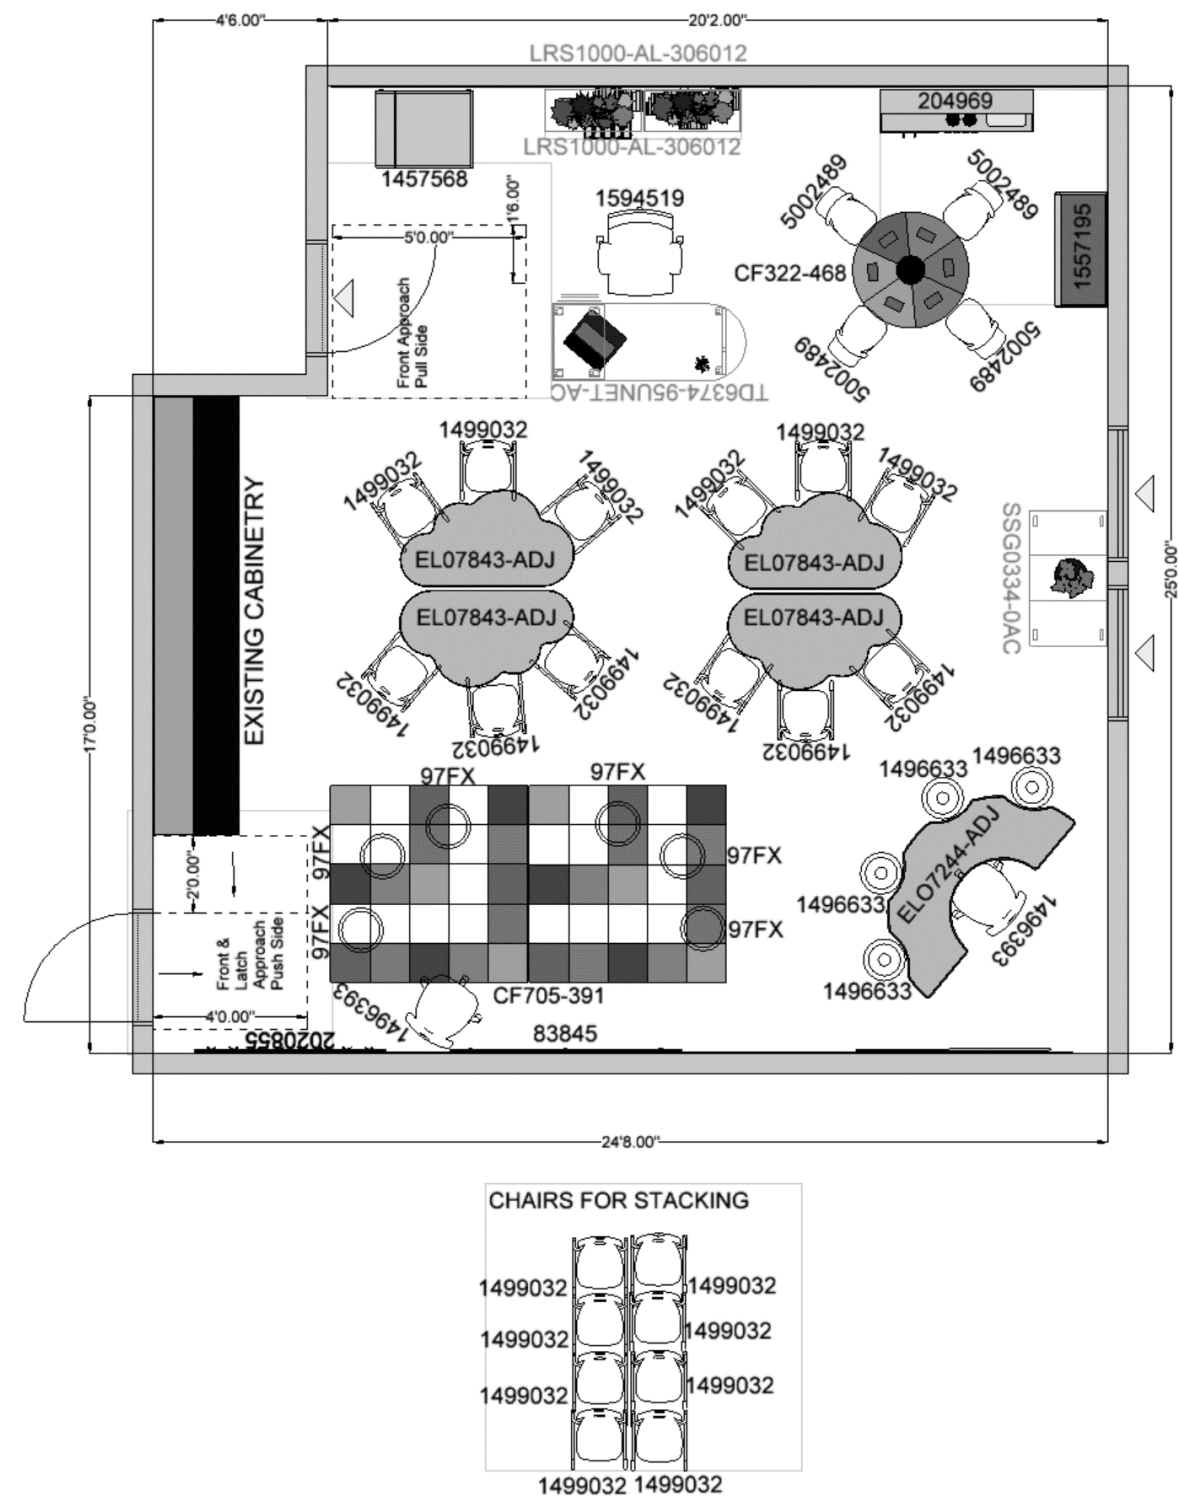 4'6.00"
20'2.00"
LRS1000-AL-306012
204969
LRS1000-AL-306012
1457568
1'6.00"
1594519
5002489
5002489
5'0.00"
CF322-468
1557195
Front Approach
Pull Side
5002489
5002489
TD6374-95UNET-AC
1499032
1499032
1499032
1499032
1499032
1499032
EXISTING CABINETRY
EL07843-ADJ
EL07843-ADJ
SSG0334-0AC
25'0.00"
EL07843-ADJ
EL07843-ADJ
1499032
1499032
1499032
1499032
1499032
1499032
17'0.00"
97FX
97FX
1496633
1496633
97FX
97FX
2'0.00"
ELO7244-ADJ
1496633
97FX
97FX
1496393
Front &
Latch
Approach
Push Side
1496633
CF705-391
1496393
4'0.00"
2020855
83845
24'8.00"
CHAIRS FOR STACKING
1499032
1499032
1499032
1499032
1499032
1499032
1499032
1499032